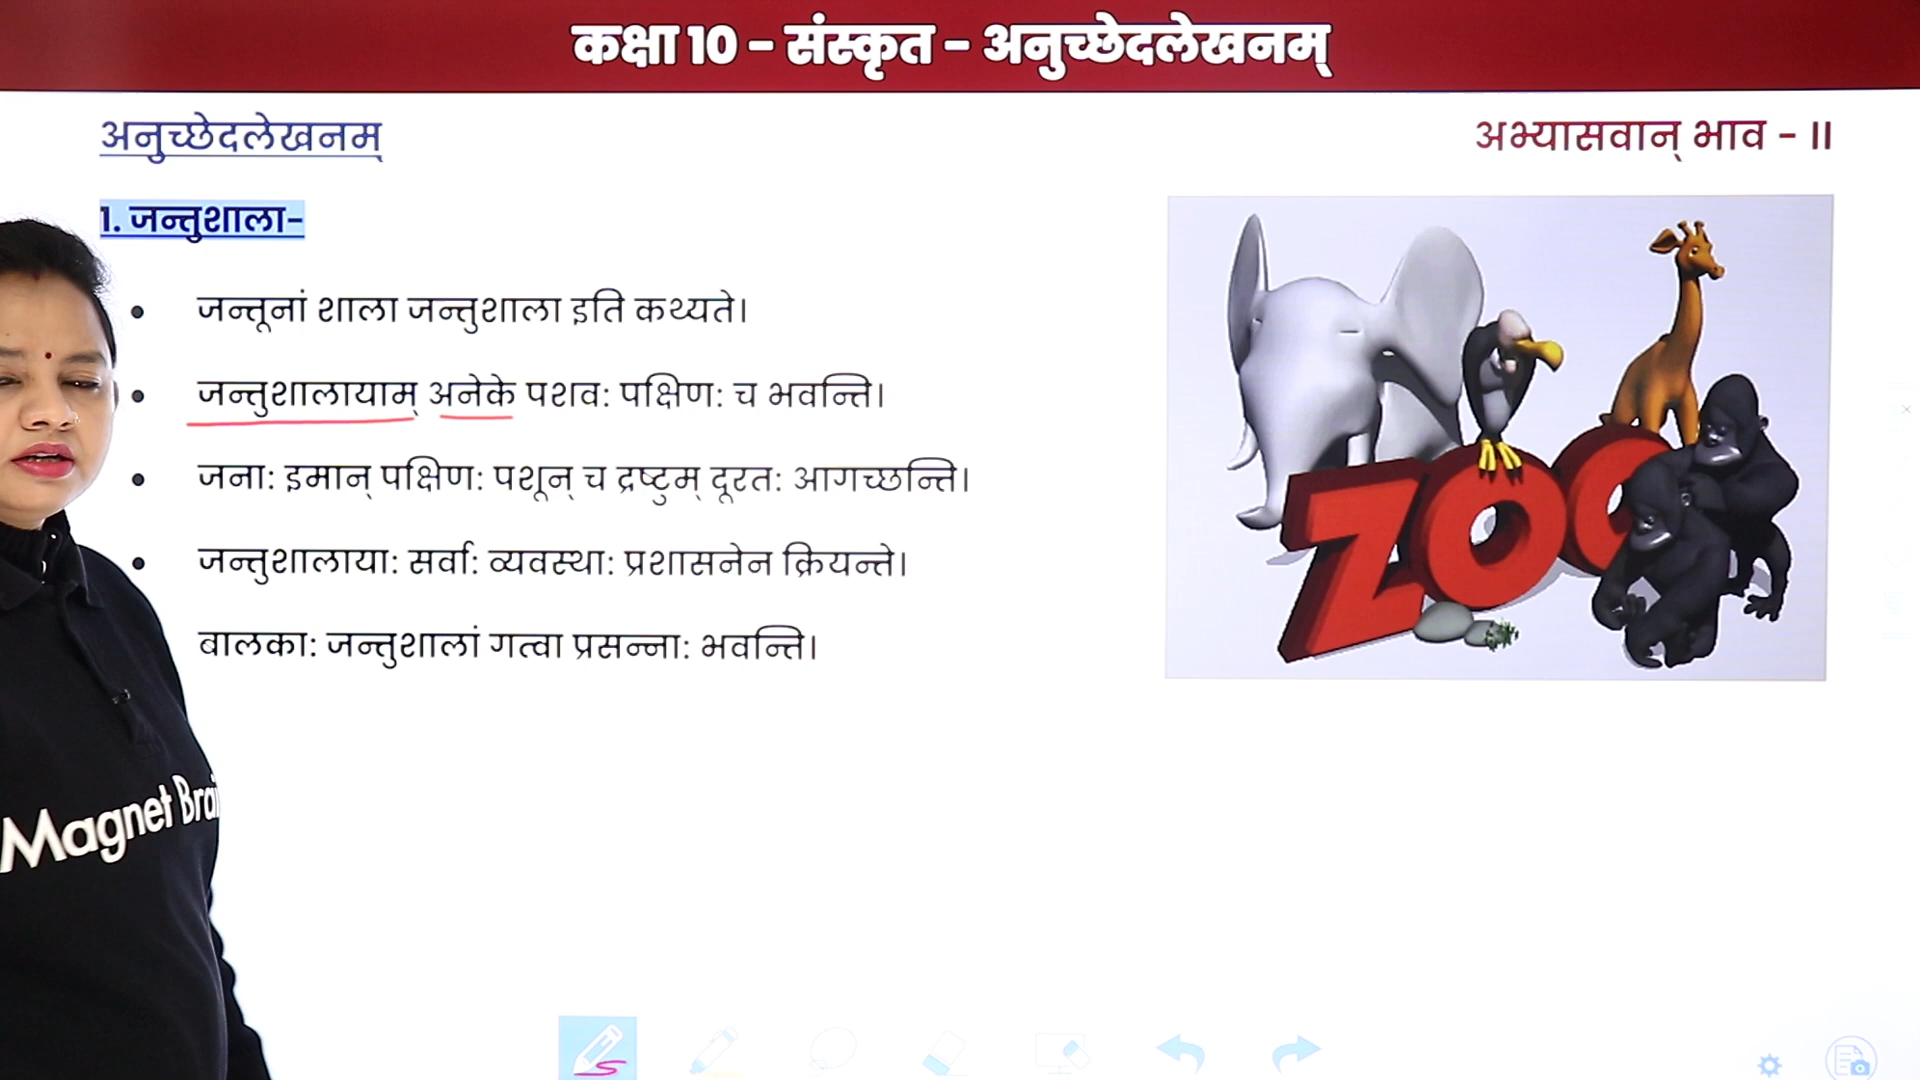 कक्षा 10 - संस्कृत - अनुच्छेदलेखनम्
अनुच्छेदलेखनम्
अभ्यासवान् भाव - II
1. जन्तुशाला-
• जन्तूनां शाला जन्तुशाला इति कथ्यते।
• जन्तुशालायाम् अनेके पशवः पक्षिणः च भवन्ति।
• जनाः इमान् पक्षिणः पशून् च द्रष्टुम् दूरतः आगच्छन्ति।
• जन्तुशालायाः सर्वाः व्यवस्थाः प्रशासनेन क्रियन्ते।
बालकाः जन्तुशालां गत्वा प्रसन्नाः भवन्ति।
ZOO
Magnet Brai